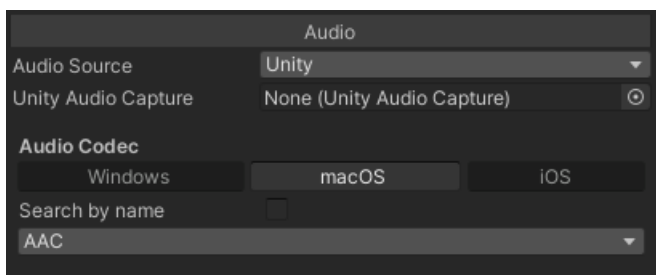 Audio
Audio Source Unity
Unity Audio Capture None (Unity Audio Capture)
Audio Codec
Windows macOS iOS
Search by name
AAC